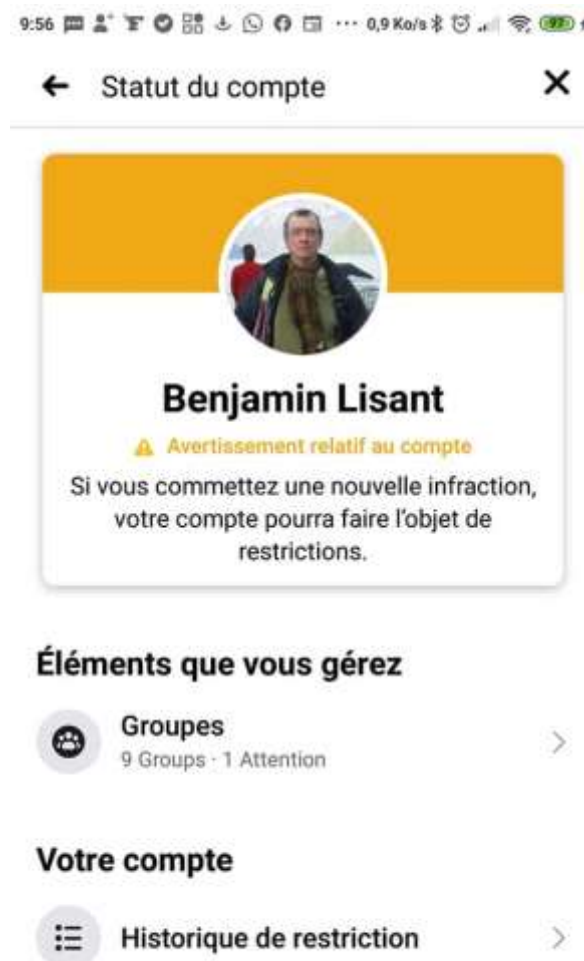 9:56 ... 0,9 Ko/s 97
Statut du compte
Benjamin Lisant
Avertissement relatif au compte
Si vous commettez une nouvelle infraction,
votre compte pourra faire l'objet de
restrictions.
Éléments que vous gérez
Groupes
9 Groups · 1 Attention
Votre compte
Historique de restriction